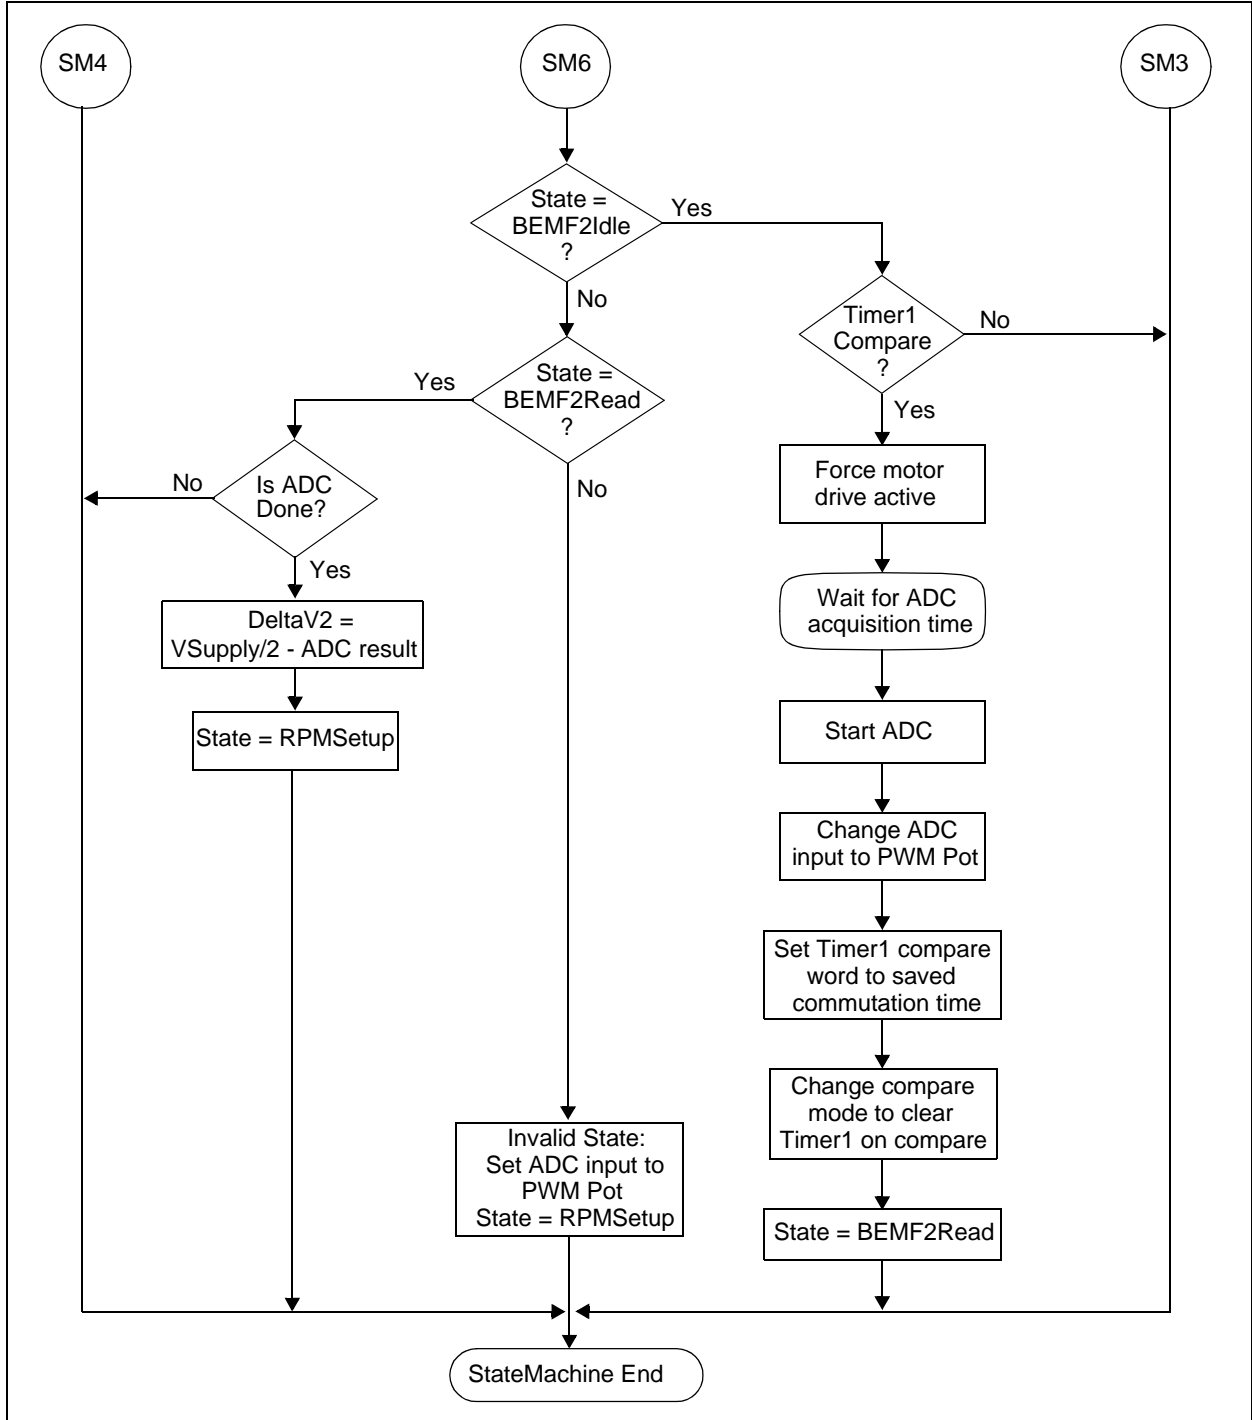 SM4
SM6
SM3
State =
BEMF2Idle
?
Yes
No
Timer1
Compare
?
No
Yes
State =
BEMF2Read
?
Yes
No
Is ADC
Done?
No
Yes
DeltaV2 =
VSupply/2 - ADC result
State = RPMSetup
Force motor
drive active
Wait for ADC
acquisition time
Start ADC
Change ADC
input to PWM Pot
Set Timer1 compare
word to saved
commutation time
Change compare
mode to clear
Timer1 on compare
State = BEMF2Read
Invalid State:
Set ADC input to
PWM Pot
State = RPMSetup
StateMachine End